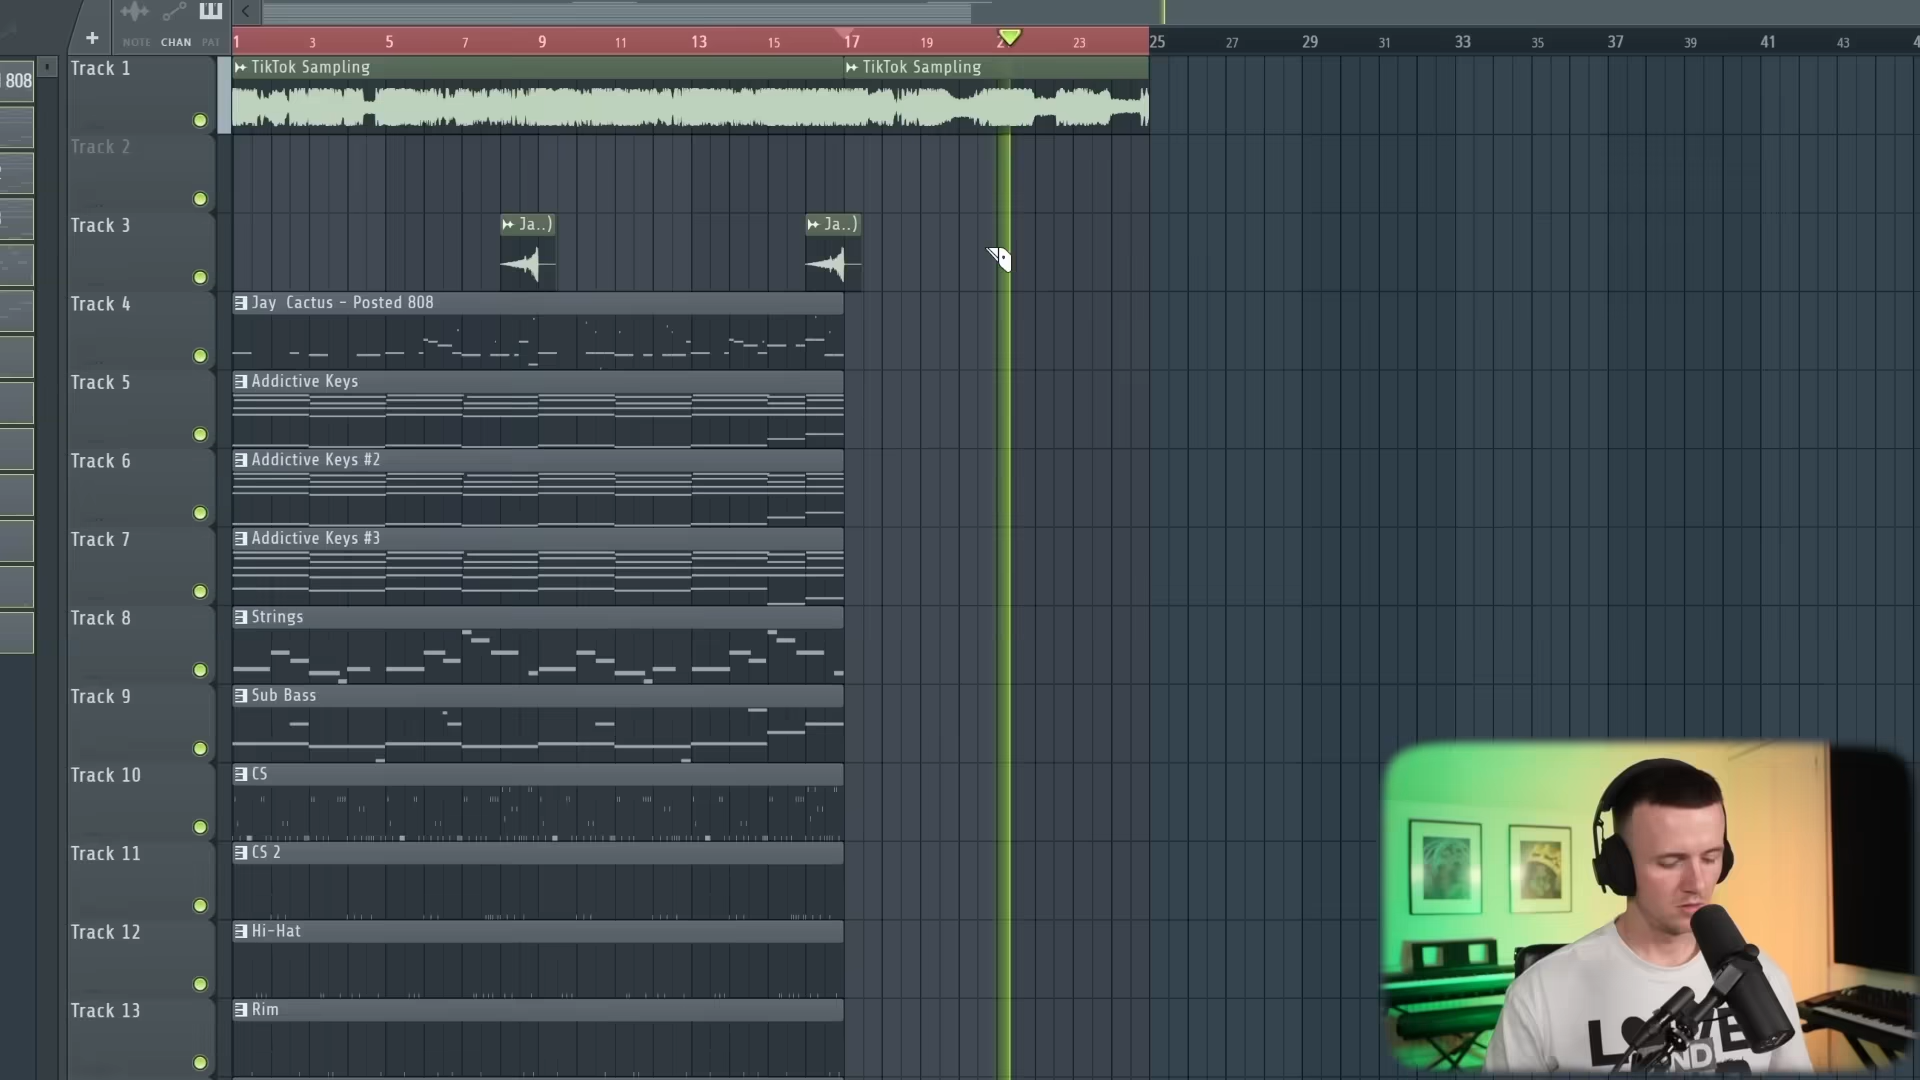 NOTE CHAN PAT
1 3 5 7 9 11 13 15 17 19 23 25 27 29 31 33 35 37 39 41 43
808
Track 1
TikTok Sampling
TikTok Sampling
Track 2
Track 3
Ja..)
Ja..)
Track 4
Jay Cactus - Posted 808
Track 5
Addictive Keys
Track 6
Addictive Keys #2
Track 7
Addictive Keys #3
Track 8
Strings
Track 9
Sub Bass
Track 10
CS
Track 11
CS 2
Track 12
Hi-Hat
Track 13
Rim
LOVE